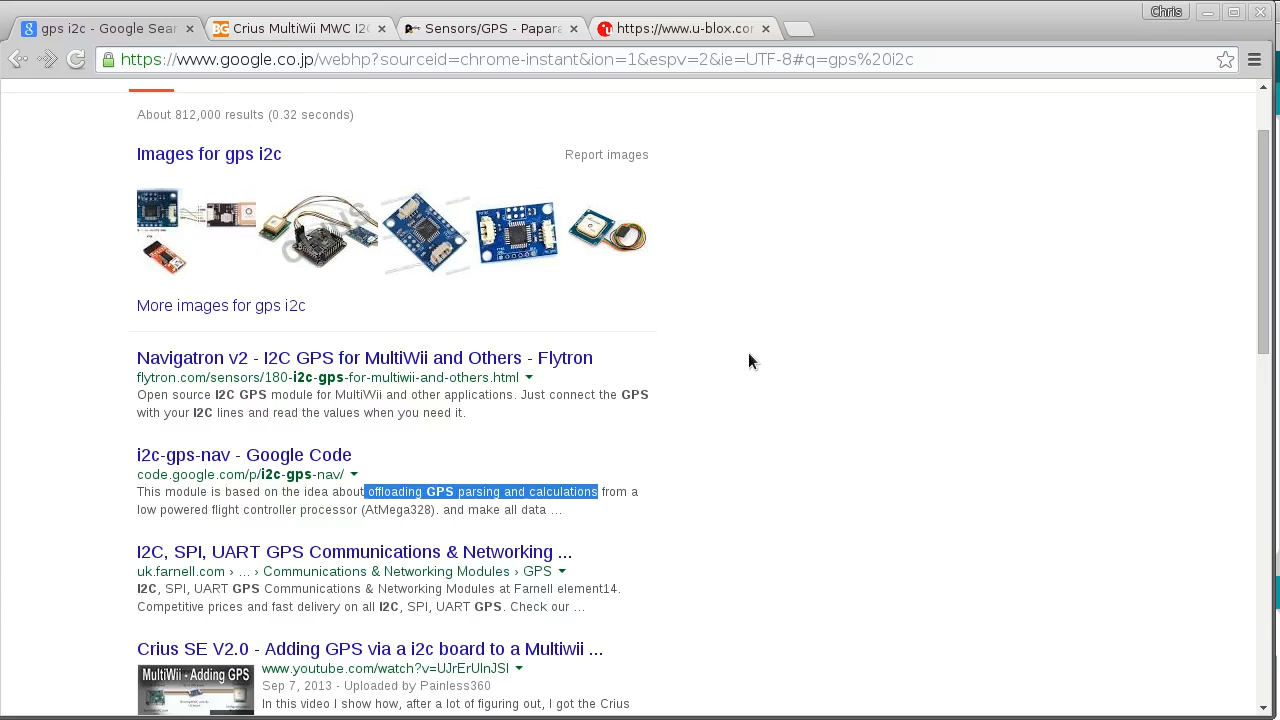 Chris
gps i2c - Google Sear
Crius MultiWii MWC I2C
Sensors/GPS - Papara
https://www.u-blox.com
https://www.google.co.jp/webhp?sourceid=chrome-instant&ion=1&espv=2&ie=UTF-8#q=gps%20i2c
About 812,000 results (0.32 seconds)
Images for gps i2c
Report images
More images for gps i2c
Navigatron v2 - I2C GPS for MultiWii and Others - Flytron
flytron.com/sensors/180-i2c-gps-for-multiwii-and-others.html
Open source I2C GPS module for MultiWii and other applications. Just connect the GPS
with your I2C lines and read the values when you need it.
i2c-gps-nav - Google Code
code.google.com/p/i2c-gps-nav/
This module is based on the idea about offloading GPS parsing and calculations from a
low powered flight controller processor (AtMega328). and make all data ...
I2C, SPI, UART GPS Communications & Networking ...
uk.farnell.com › ... › Communications & Networking Modules › GPS
I2C, SPI, UART GPS Communications & Networking Modules at Farnell element14.
Competitive prices and fast delivery on all I2C, SPI, UART GPS. Check our ...
Crius SE V2.0 - Adding GPS via a i2c board to a Multiwii ...
MultiWii - Adding GPS
www.youtube.com/watch?v=UJrErUlnJSI
Sep 7, 2013 - Uploaded by Painless360
In this video I show how, after a lot of figuring out, I got the Crius